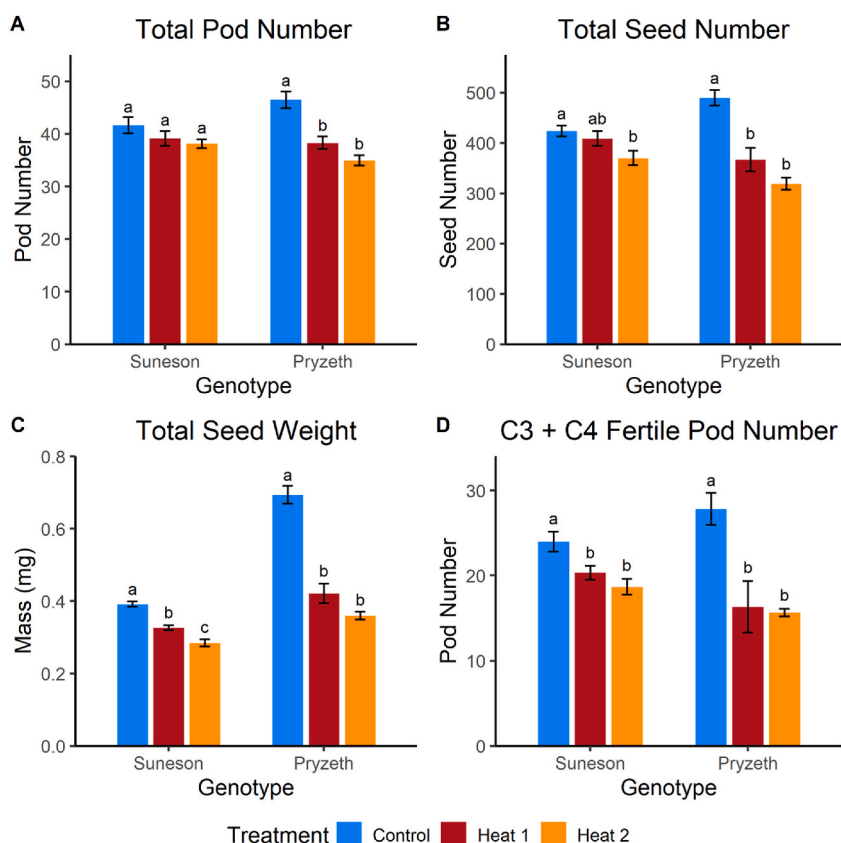 A Total Pod Number
Pod Number
50
40
30
20
10
0
a a a a b b
Suneson Pryzeth
Genotype
B Total Seed Number
Seed Number
500
400
300
200
100
0
a ab b a b b
Suneson Pryzeth
Genotype
C Total Seed Weight
Mass (mg)
0.8
0.6
0.4
0.2
0.0
a b c a b b
Suneson Pryzeth
Genotype
D C3 + C4 Fertile Pod Number
Pod Number
30
20
10
0
a b b a b b
Suneson Pryzeth
Genotype
Treatment Control Heat 1 Heat 2